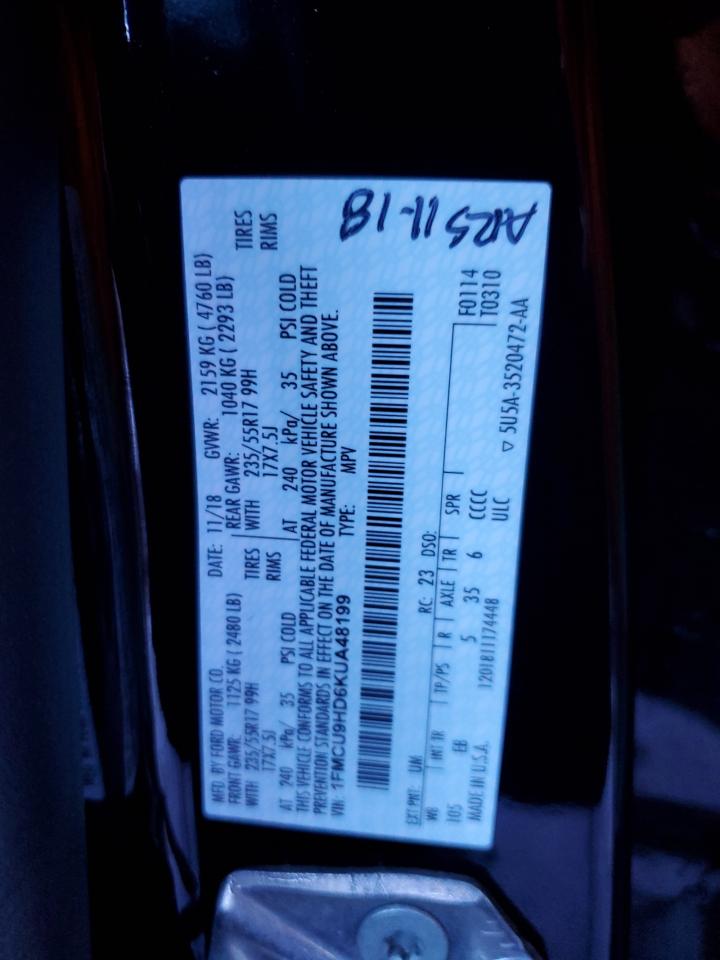 MFD. BY FORD MOTOR CO. DATE: 11/18 GVWR: 2159 KG ( 4760 LB)
FRONT GAWR: 1125 KG ( 2480 LB) REAR GAWR: 1040 KG ( 2293 LB)
WITH 235/55R17 99H TIRES WITH 235/55R17 99H TIRES
17X7.5J RIMS 17X7.5J RIMS
AT 240 kPa/ 35 PSI COLD AT 240 kPa/ 35 PSI COLD
THIS VEHICLE CONFORMS TO ALL APPLICABLE FEDERAL MOTOR VEHICLE SAFETY AND THEFT
PREVENTION STANDARDS IN EFFECT ON THE DATE OF MANUFACTURE SHOWN ABOVE.
VIN: 1FMCU9HD6KUA48199 TYPE: MPV
ARS 11-18
EXT PNT: UM RC: 23 DSO:
WB INT TR TP/PS R AXLE TR SPR F0114
105 EB 5 35 6 CCCC T0310
MADE IN U.S.A. 12018111174448 ULC
▽ 5U5A-3520472-AA